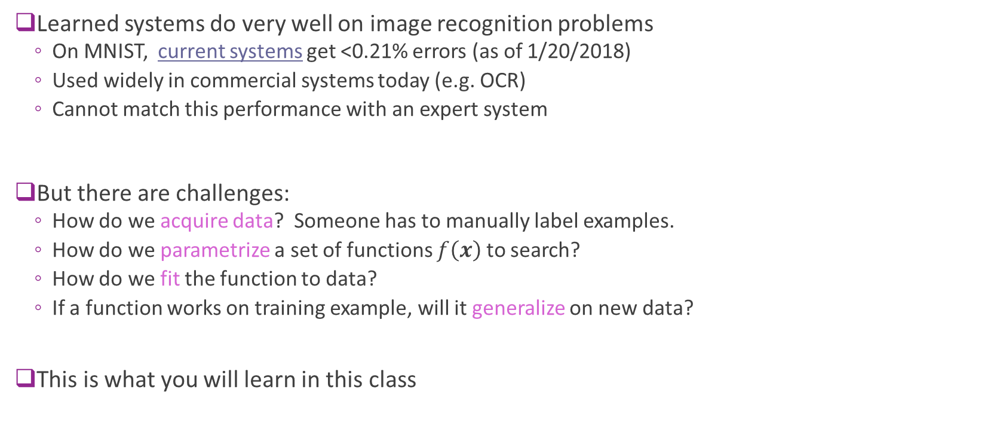 Learned systems do very well on image recognition problems
On MNIST, current systems get <0.21% errors (as of 1/20/2018)
Used widely in commercial systems today (e.g. OCR)
Cannot match this performance with an expert system
But there are challenges:
How do we acquire data? Someone has to manually label examples.
How do we parametrize a set of functions f(x) to search?
How do we fit the function to data?
If a function works on training example, will it generalize on new data?
This is what you will learn in this class